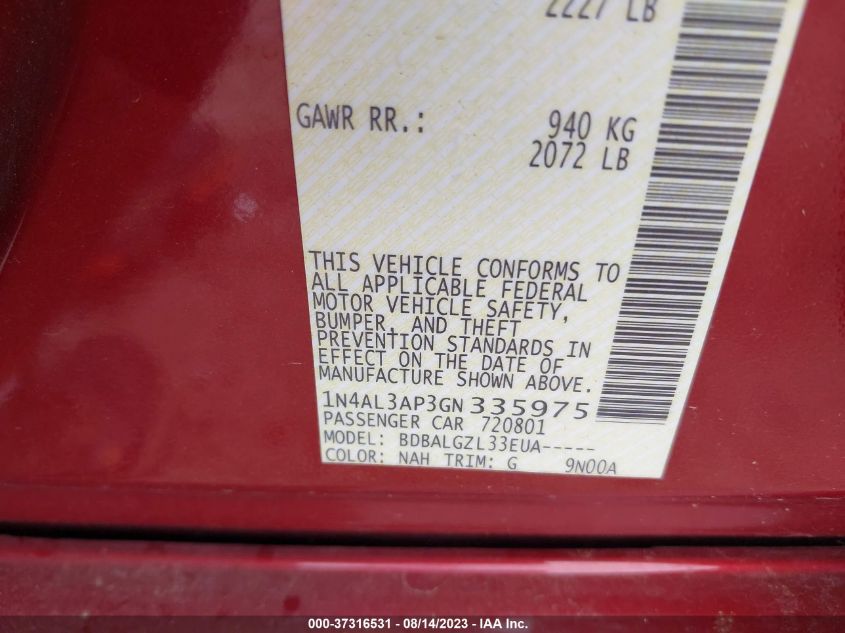 2227 LB
GAWR RR.: 940 KG
2072 LB
THIS VEHICLE CONFORMS TO
ALL APPLICABLE FEDERAL
MOTOR VEHICLE SAFETY,
BUMPER, AND THEFT
PREVENTION STANDARDS IN
EFFECT ON THE DATE OF
MANUFACTURE SHOWN ABOVE.
1N4AL3AP3GN335975
PASSENGER CAR 720801
MODEL: BDBALGZL33EUA-----
COLOR: NAH TRIM: G 9N00A
000-37316531 - 08/14/2023 - IAA Inc.